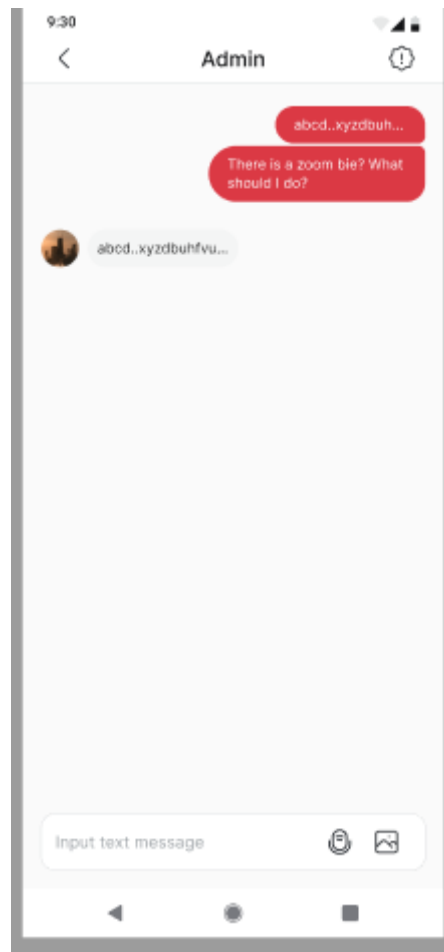 9:30
Admin
abcd..xyzdbuh...
There is a zoom bie? What
should I do?
abcd..xyzdbuhfvu...
Input text message